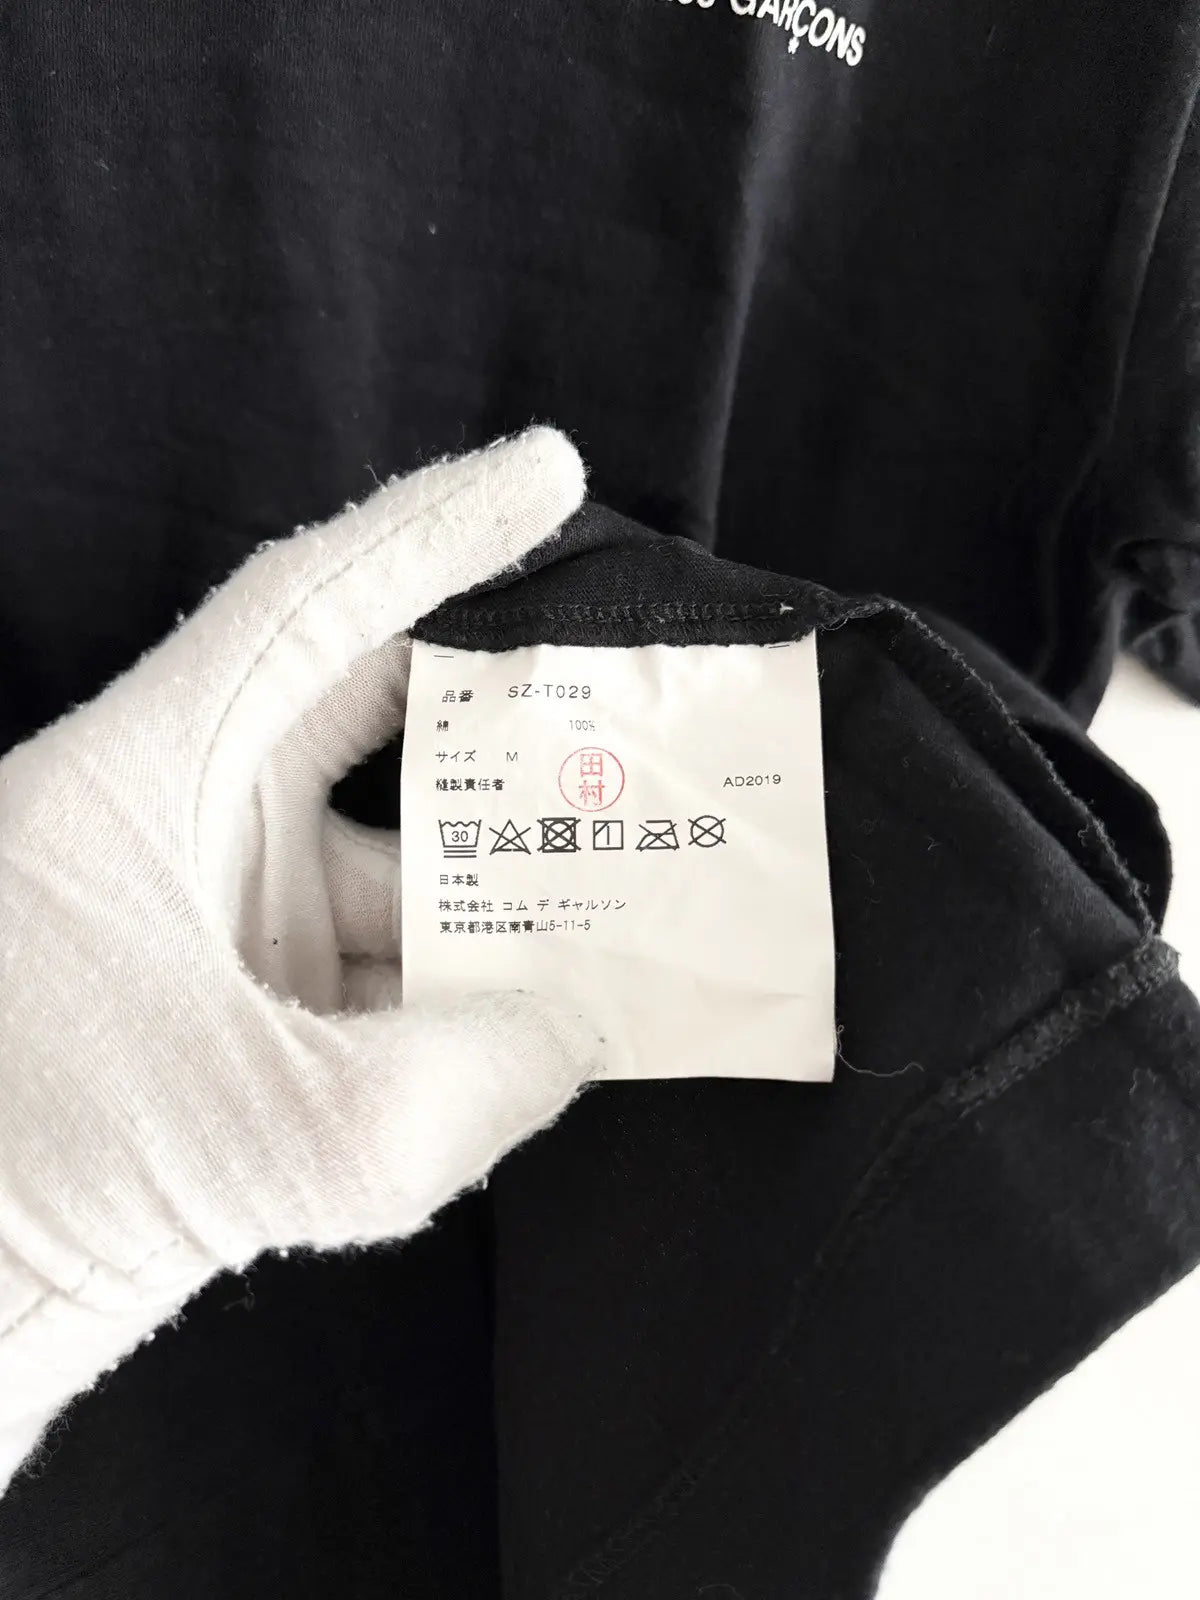 GARÇONS
品番 SZ-T029
綿 100%
サイズ M
縫製責任者 田村 AD2019
30
日本製
株式会社 コム デ ギャルソン
東京都港区南青山5-11-5